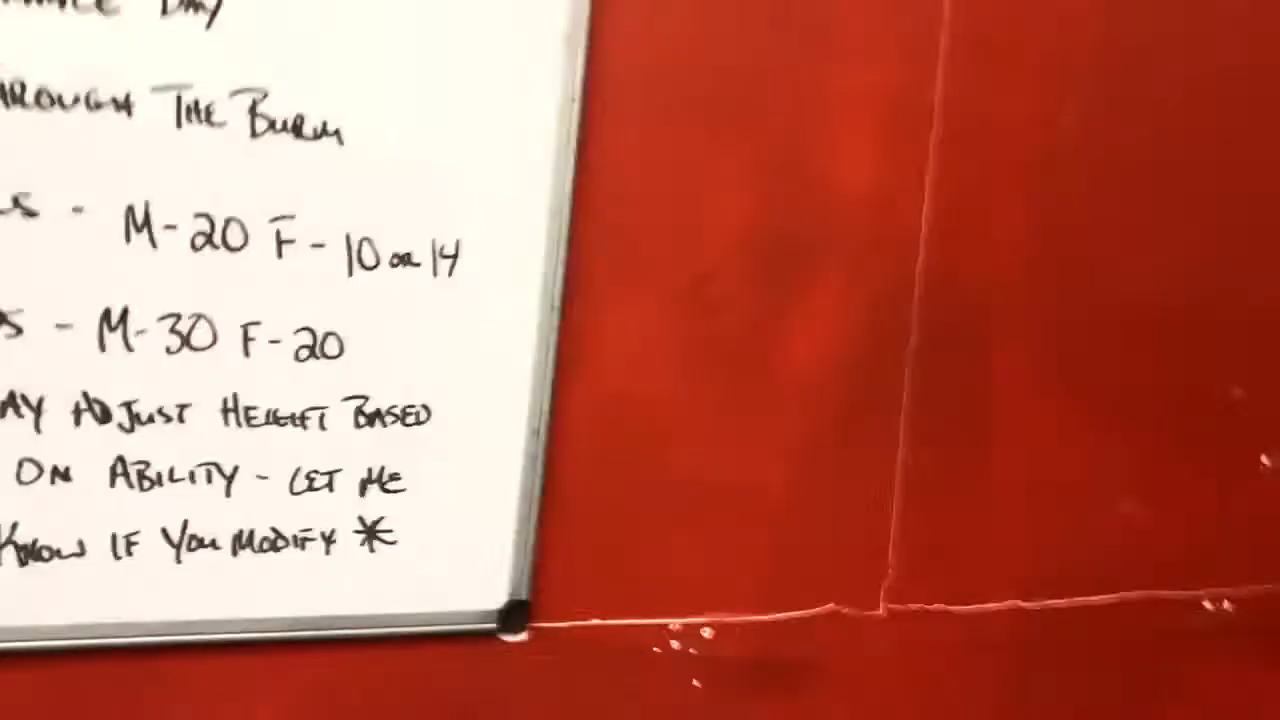 Day
THROUGH THE BURN
- M-20 F-10 OR 14
- M-30 F-20
ADJUST HEIGHT BASED
ON ABILITY - LET ME
KNOW IF YOU MODIFY *